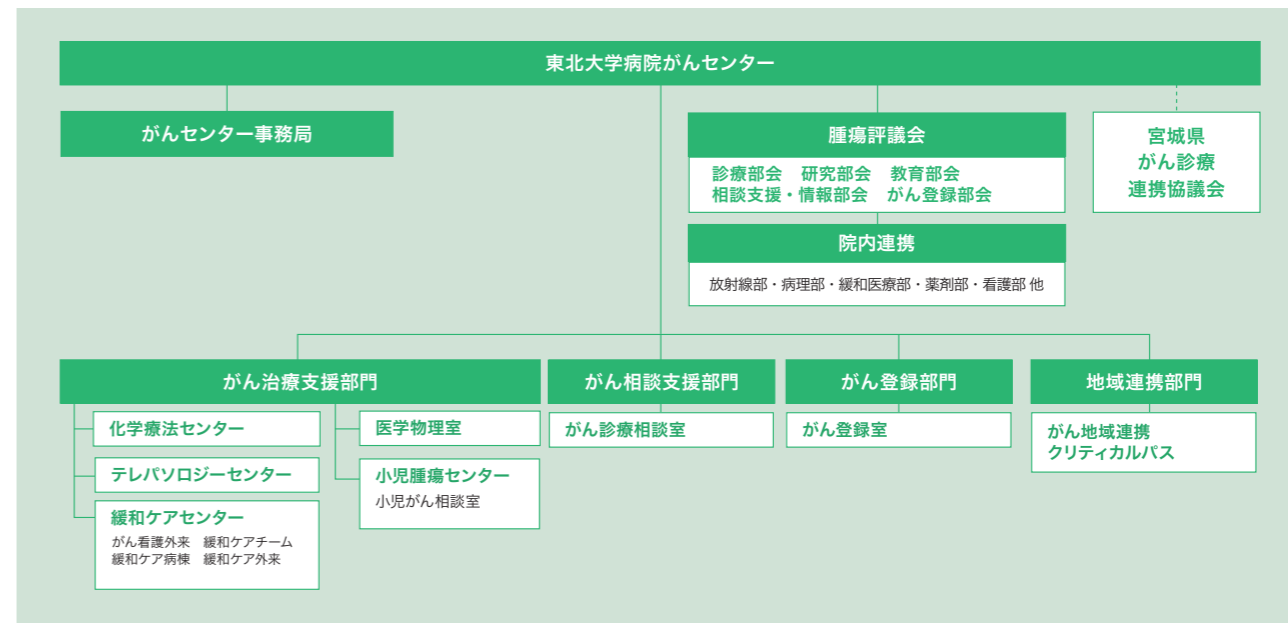 東北大学病院がんセンター
がんセンター事務局
腫瘍評議会
診療部会　研究部会　教育部会
相談支援・情報部会　がん登録部会
宮城県
がん診療
連携協議会
院内連携
放射線部・病理部・緩和医療部・薬剤部・看護部 他
がん治療支援部門
化学療法センター
テレパソロジーセンター
緩和ケアセンター
がん看護外来　緩和ケアチーム
緩和ケア病棟　緩和ケア外来
医学物理室
小児腫瘍センター
小児がん相談室
がん相談支援部門
がん診療相談室
がん登録部門
がん登録室
地域連携部門
がん地域連携
クリティカルパス